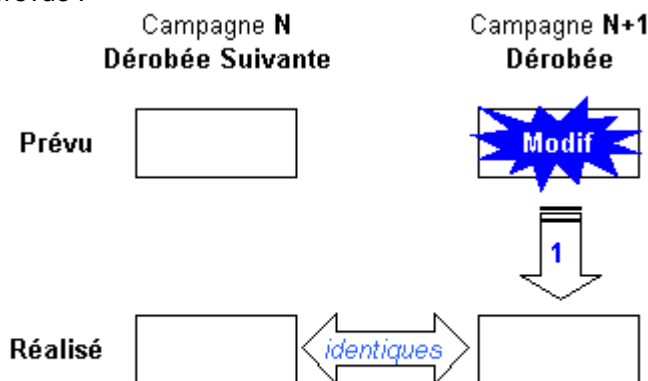 Campagne N
Dérobée Suivante
Campagne N+1
Dérobée
Prévu
Modif
1
Réalisé
identiques